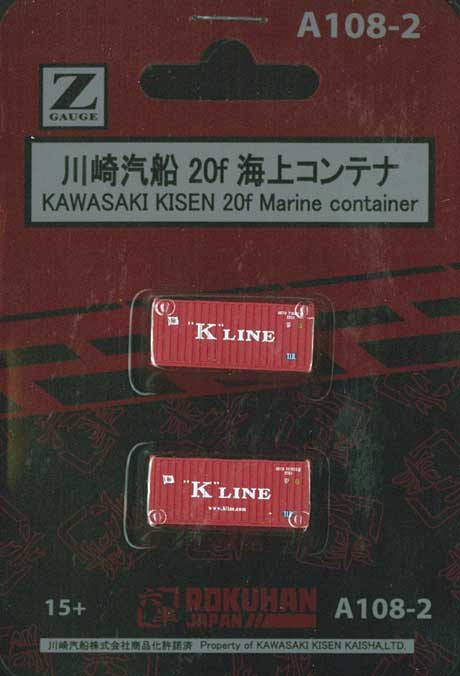 A108-2
Z
GAUGE
川崎汽船 20f 海上コンテナ
KAWASAKI KISEN 20f Marine container
"K" LINE
"K" LINE
www.kline.com
15+
ROKUHAN
JAPAN
A108-2
川崎汽船株式会社商品化許諾済 Property of KAWASAKI KISEN KAISHA,LTD.